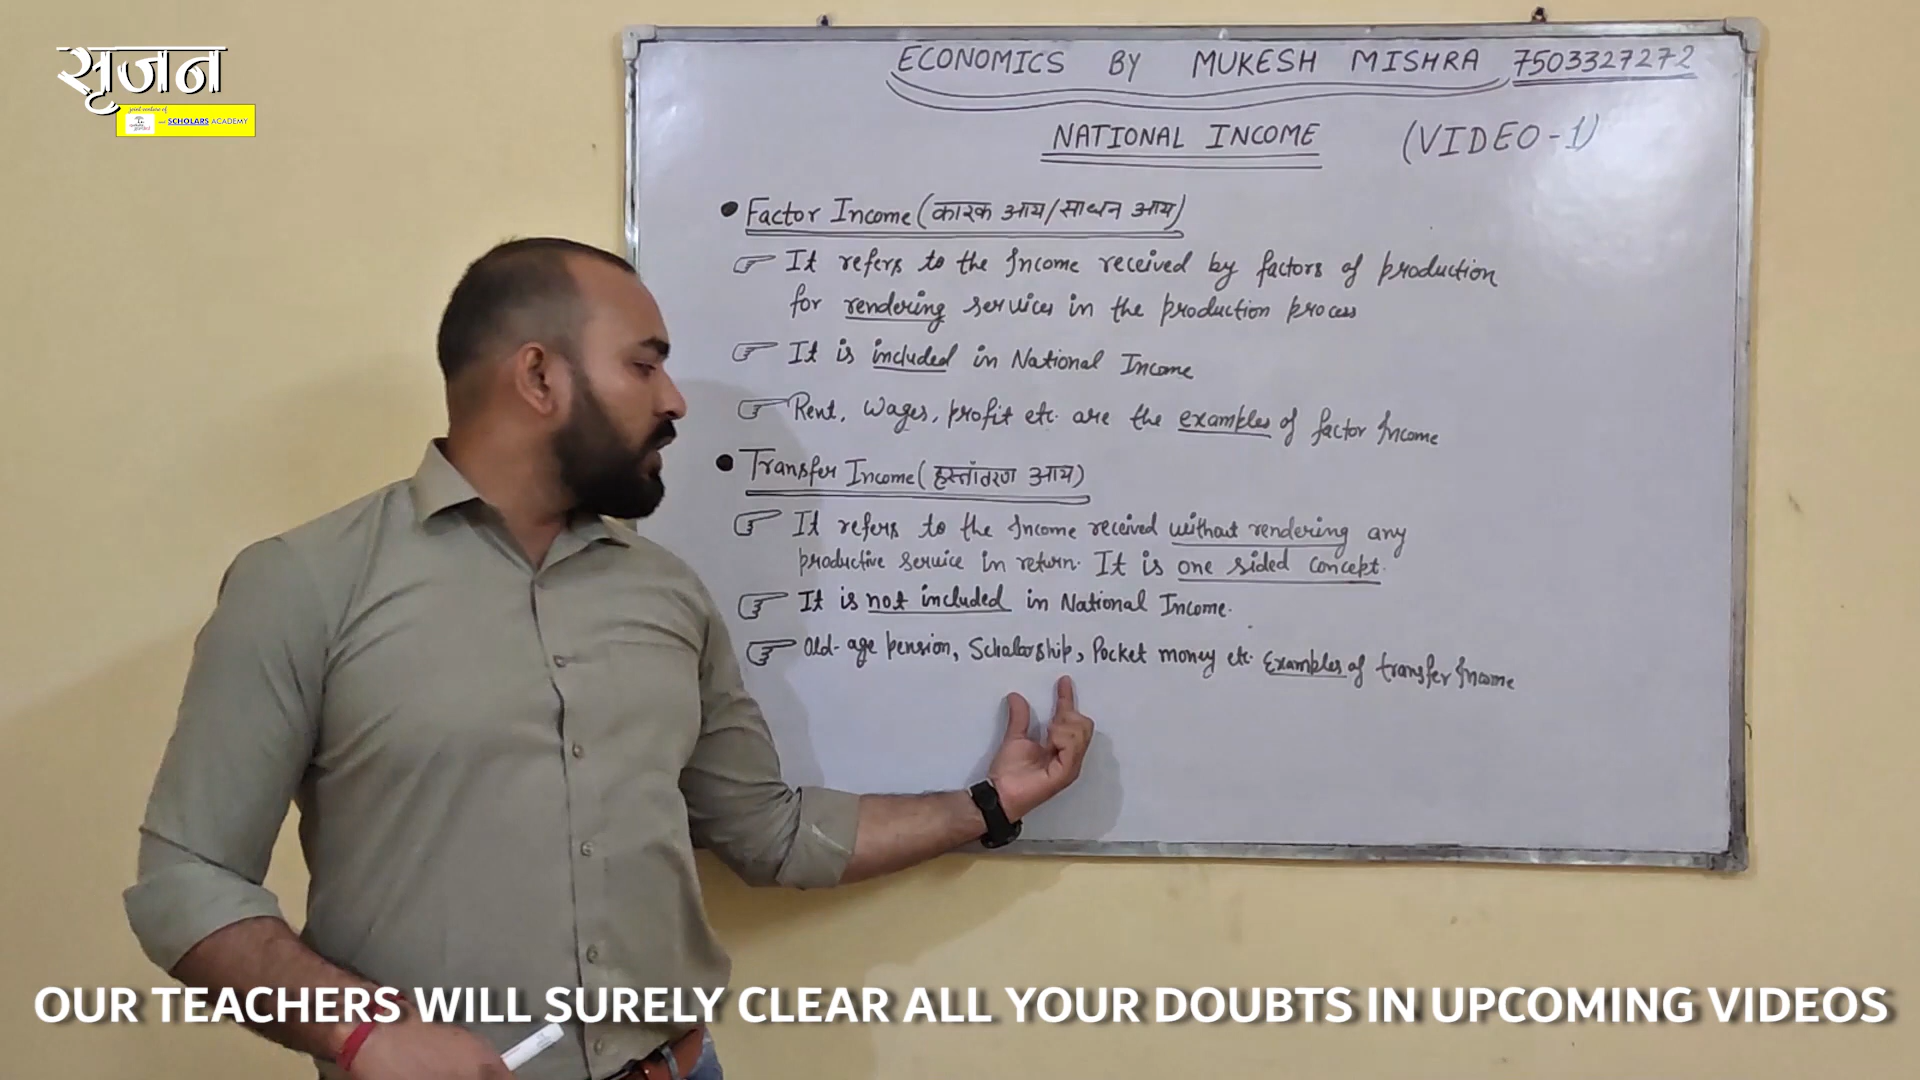 सृजन
joint venture of
SCHOLARS ACADEMY
ECONOMICS BY MUKESH MISHRA 7503327272
NATIONAL INCOME (VIDEO-1)
Factor Income (कारक आय/साधन आय)
It refers to the Income received by factors of production
for rendering services in the production process
It is included in National Income
Rent, Wages, profit etc. are the examples of factor Income
Transfer Income (हस्तांतरण आय)
It refers to the Income received without rendering any
productive service in return. It is one sided concept.
It is not included in National Income.
Old-age pension, Scholarship, Pocket money etc. Examples of transfer Income
OUR TEACHERS WILL SURELY CLEAR ALL YOUR DOUBTS IN UPCOMING VIDEOS